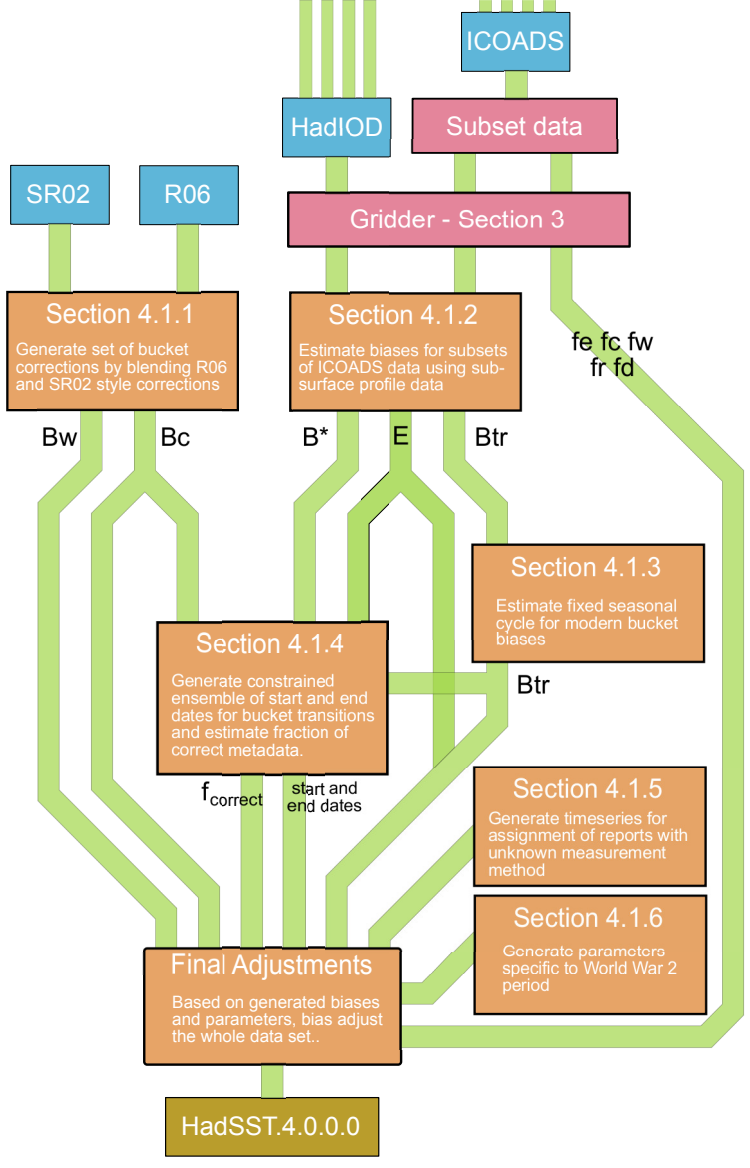 ICOADS
HadIOD
Subset data
SR02
R06
Gridder - Section 3
Section 4.1.1
Generate set of bucket
corrections by blending R06
and SR02 style corrections
Section 4.1.2
Estimate biases for subsets
of ICOADS data using sub-
surface profile data
fe fc fw
fr fd
Bw
Bc
B*
E
Btr
Section 4.1.3
Estimate fixed seasonal
cycle for modern bucket
biases
Section 4.1.4
Generate constrained
ensemble of start and end
dates for bucket transitions
and estimate fraction of
correct metadata.
Btr
fcorrect
start and
end dates
Section 4.1.5
Generate timeseries for
assignment of reports with
unknown measurement
method
Section 4.1.6
Generate parameters
specific to World War 2
period
Final Adjustments
Based on generated biases
and parameters, bias adjust
the whole data set..
HadSST.4.0.0.0